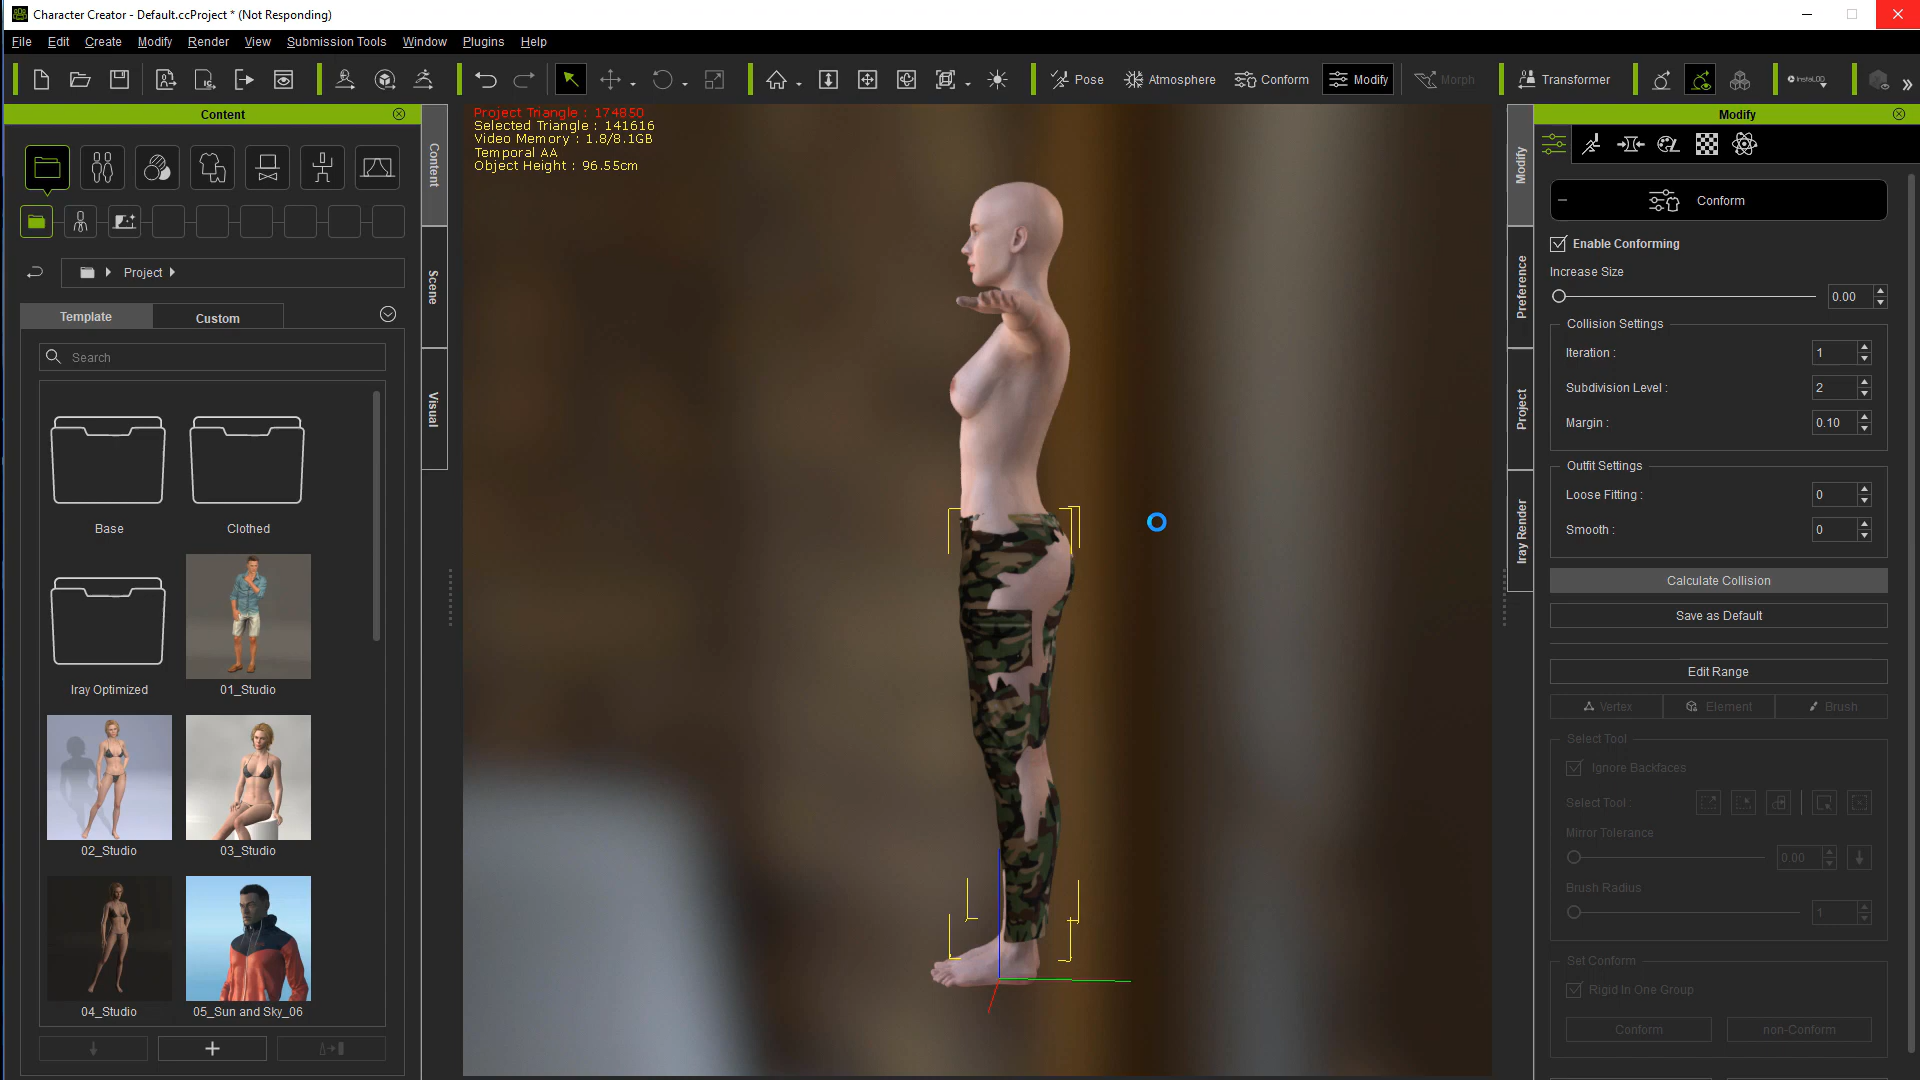 Character Creator - Default.ccProject * (Not Responding)
File Edit Create Modify Render View Submission Tools Window Plugins Help
Pose Atmosphere Conform Modify Morph Transformer InstaLOD
Content
Project
Template Custom
Search
Base Clothed
Iray Optimized 01_Studio
02_Studio 03_Studio
04_Studio 05_Sun and Sky_06
Content
Scene
Visual
Project Triangle : 174850
Selected Triangle : 141616
Video Memory : 1.8/8.1GB
Temporal AA
Object Height : 96.55cm
Modify
Preference
Project
Iray Render
Modify
Conform
Enable Conforming
Increase Size
0.00
Collision Settings
Iteration : 1
Subdivision Level : 2
Margin : 0.10
Outfit Settings
Loose Fitting : 0
Smooth : 0
Calculate Collision
Save as Default
Edit Range
Vertex Element Brush
Select Tool
Ignore Backfaces
Select Tool :
Mirror Tolerance
0.00
Brush Radius
1
Set Conform
Rigid In One Group
Conform non-Conform